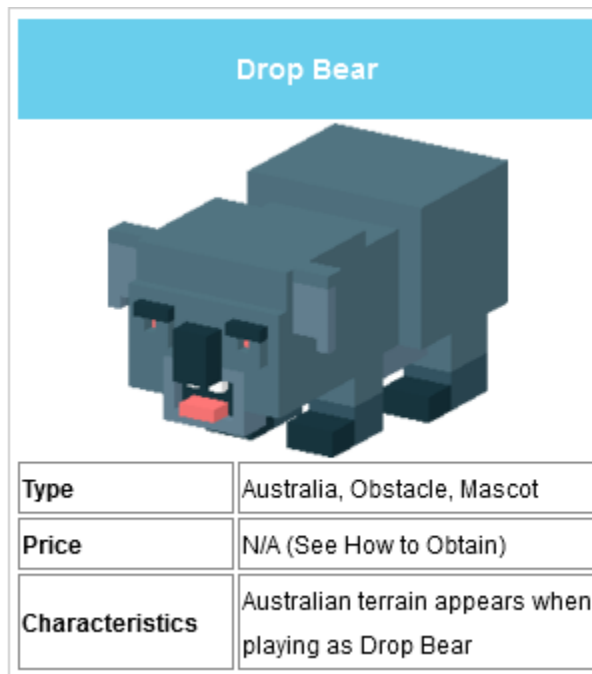 Drop Bear
Type
Australia, Obstacle, Mascot
Price
N/A (See How to Obtain)
Characteristics
Australian terrain appears when
playing as Drop Bear